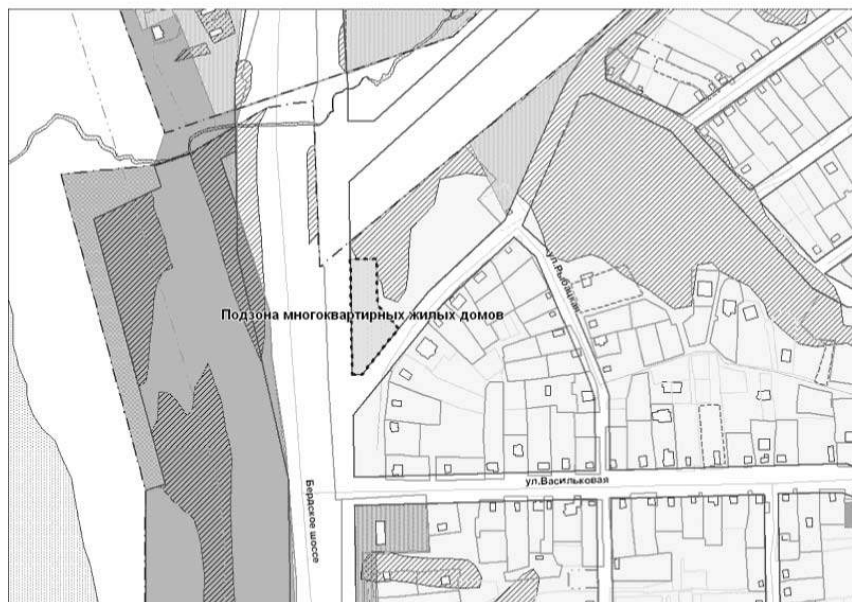 ул.Рыбацкая
Подзона многоквартирных жилых домов
ул.Васильковая
Бердское шоссе